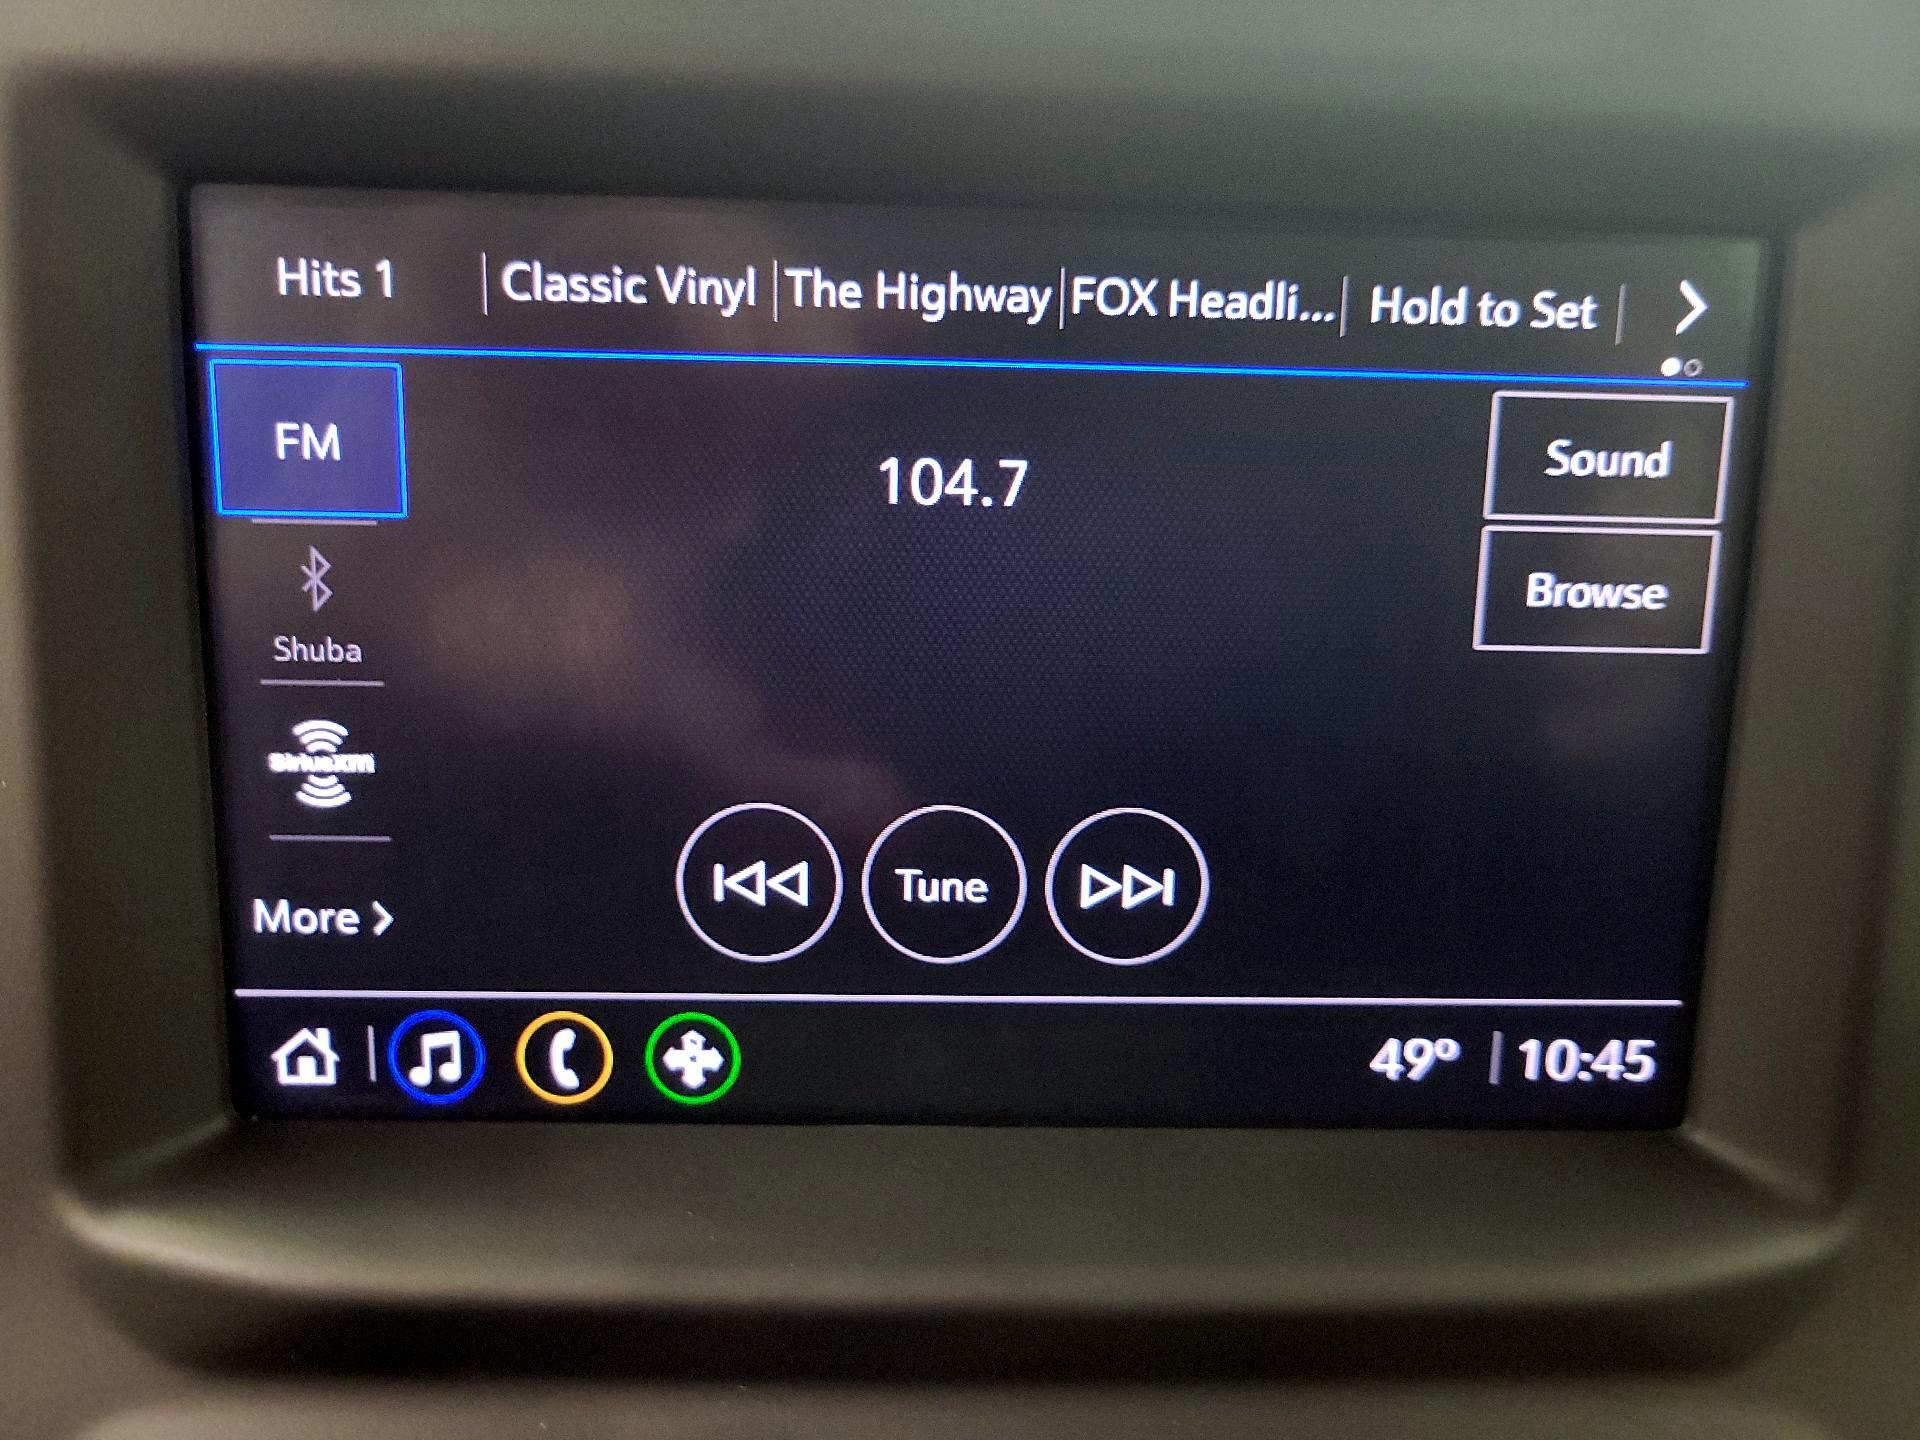 Hits 1 Classic Vinyl The Highway FOX Headli... Hold to Set
FM
104.7
Sound
Browse
Shuba
SiriusXM
Tune
More
49° 10:45